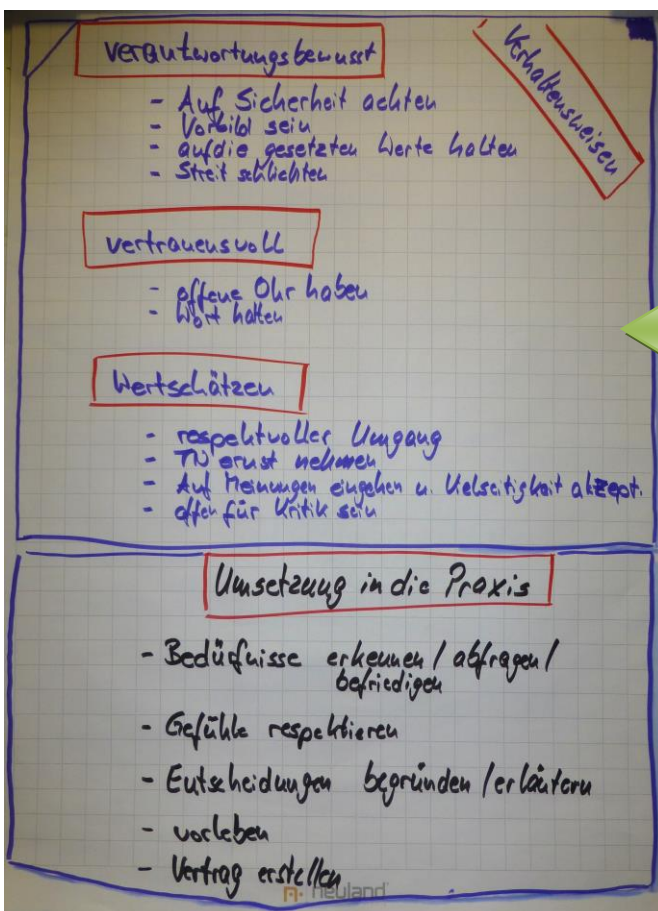 verantwortungsbewusst
Verhaltensweisen
- Auf Sicherheit achten
- Vorbild sein
- auf die gesetzten Werte halten
- Streit schlichten
vertrauensvoll
- offene Ohr haben
- Wort halten
Wertschätzen
- respektvoller Umgang
- TN ernst nehmen
- Auf Meinungen eingehen u. Vielseitigkeit akzept.
- offen für Kritik sein
Umsetzung in die Praxis
- Bedürfnisse erkennen / abfragen /
befriedigen
- Gefühle respektieren
- Entscheidungen begründen / erläutern
- vorleben
- Vertrag erstellen
neuland